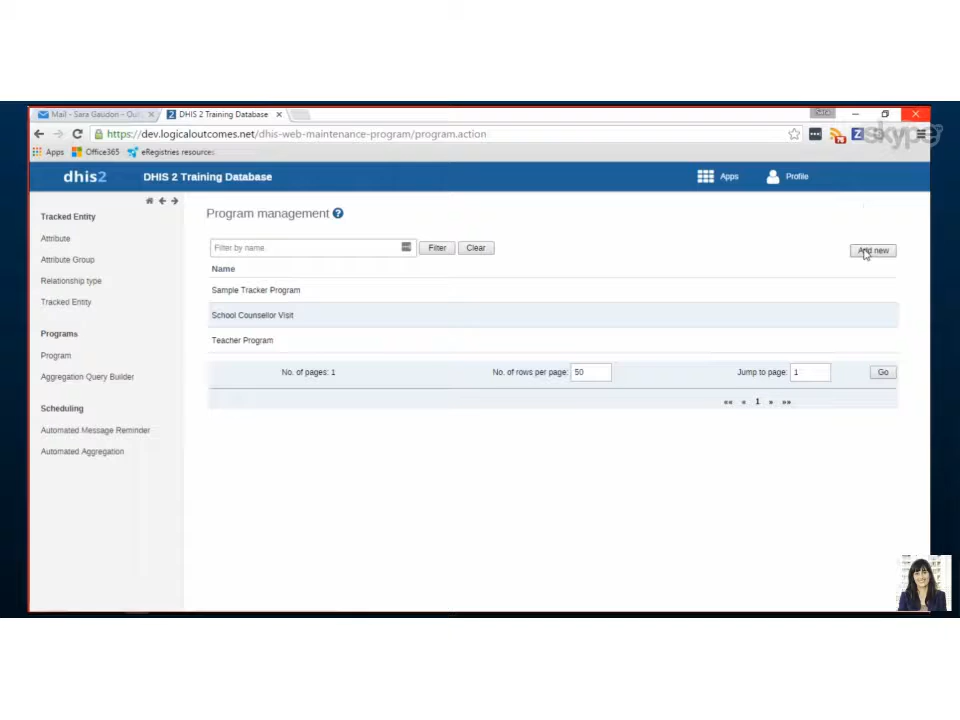 Mail - Sara Gaudon - Out
DHIS 2 Training Database
https://dev.logicaloutcomes.net/dhis-web-maintenance-program/program.action
skype
Apps Office365 eRegistries resources
dhis2 DHIS 2 Training Database Apps Profile
Tracked Entity
Attribute
Attribute Group
Relationship type
Tracked Entity
Programs
Program
Aggregation Query Builder
Scheduling
Automated Message Reminder
Automated Aggregation
Program management ?
Filter by name Filter Clear
Add new
Name
Sample Tracker Program
School Counsellor Visit
Teacher Program
No. of pages: 1 No. of rows per page: 50 Jump to page: 1 Go
«« « 1 » »»